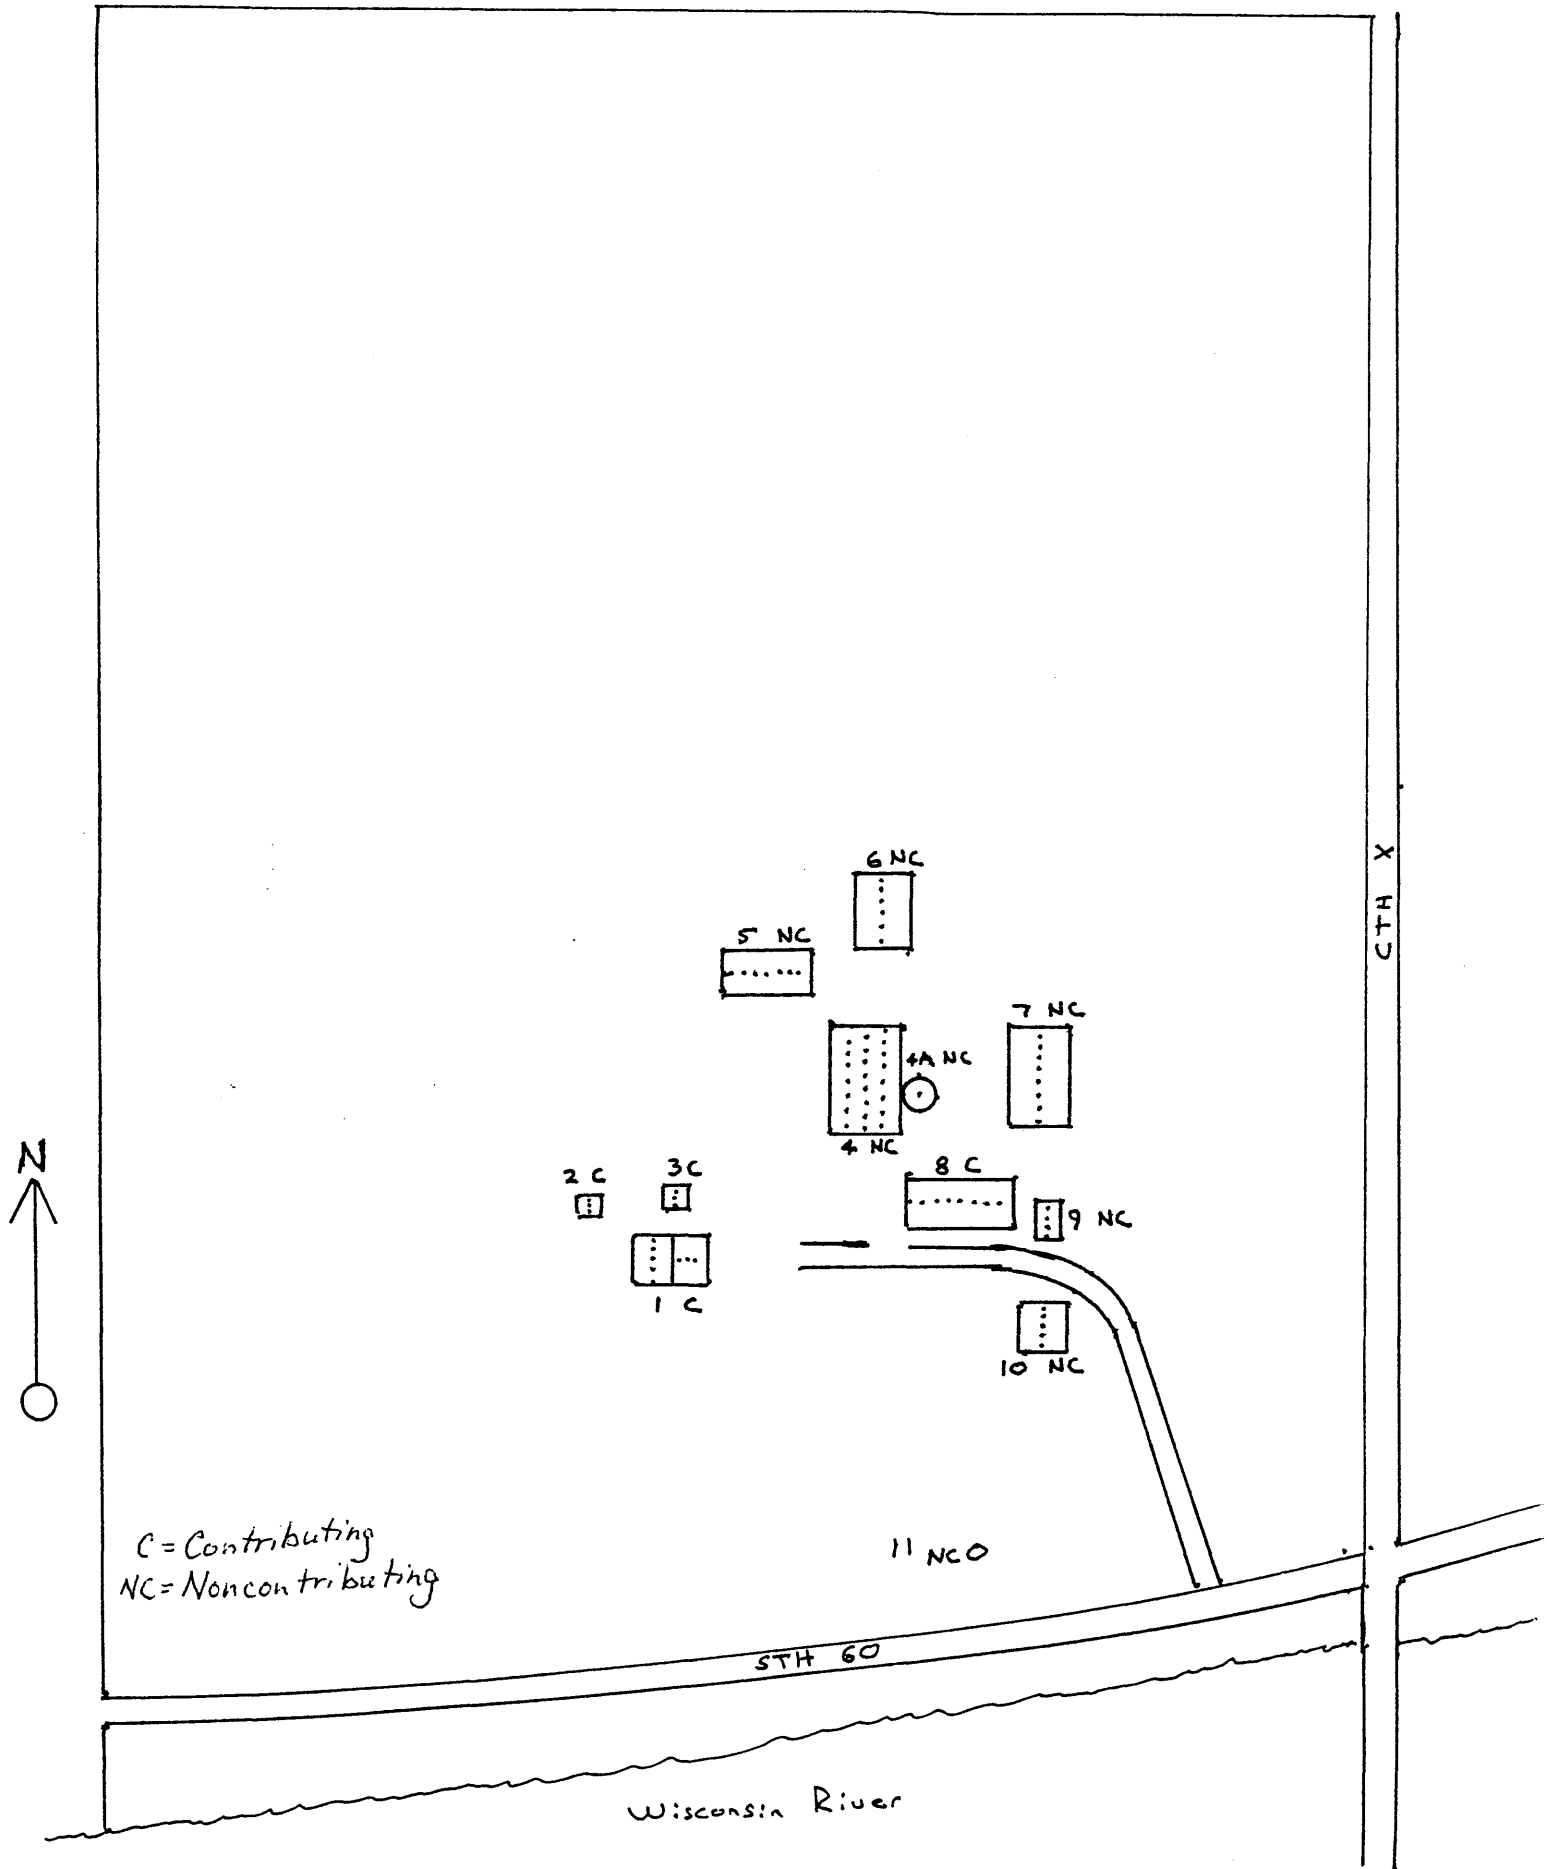 6 NC
5 NC
CTH X
7 NC
4A NC
4 NC
N
2 C
3C
8 C
9 NC
1 C
10 NC
C = Contributing
NC = Noncontributing
11 NC
STH 60
Wisconsin River